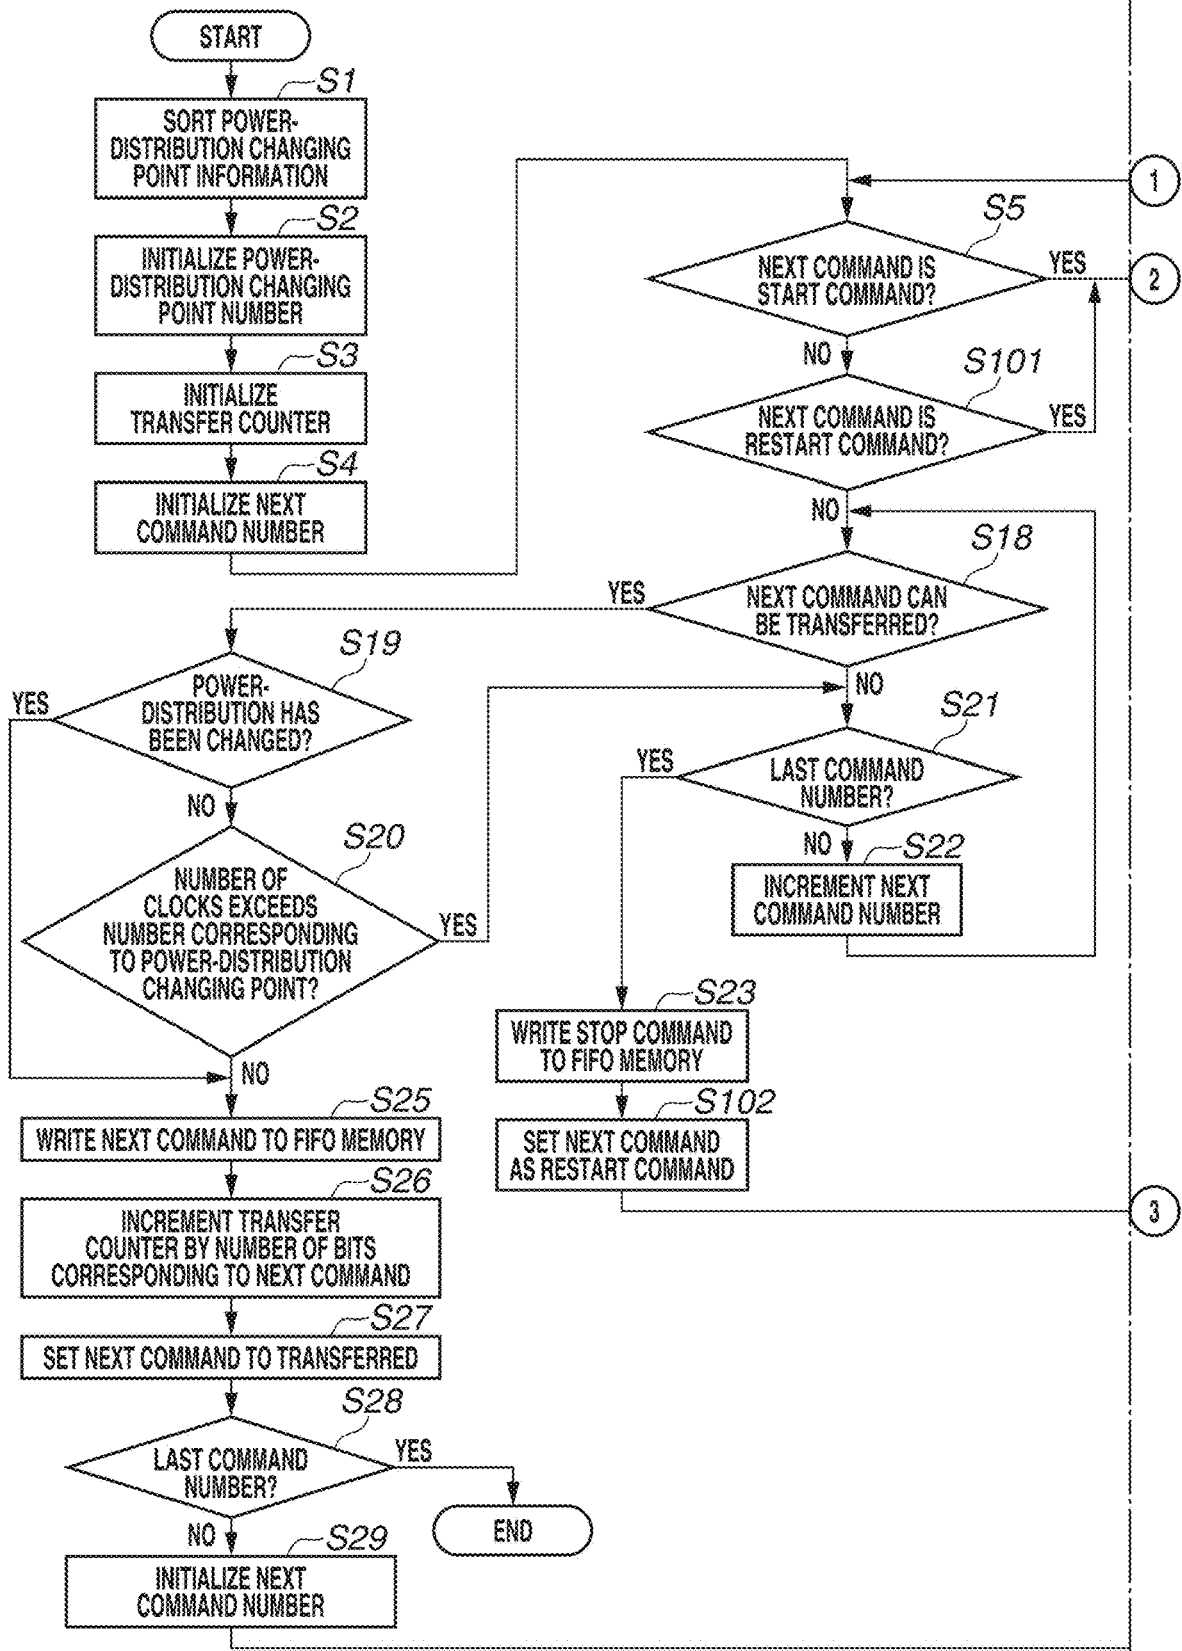 START
S1
SORT POWER-
DISTRIBUTION CHANGING
POINT INFORMATION
S2
INITIALIZE POWER-
DISTRIBUTION CHANGING
POINT NUMBER
S3
INITIALIZE
TRANSFER COUNTER
S4
INITIALIZE NEXT
COMMAND NUMBER
1
S5
NEXT COMMAND IS
START COMMAND?
YES
2
NO
S101
NEXT COMMAND IS
RESTART COMMAND?
YES
NO
S18
NEXT COMMAND CAN
BE TRANSFERRED?
YES
NO
S19
POWER-
DISTRIBUTION HAS
BEEN CHANGED?
YES
NO
S21
LAST COMMAND
NUMBER?
YES
NO
S22
INCREMENT NEXT
COMMAND NUMBER
S20
NUMBER OF
CLOCKS EXCEEDS
NUMBER CORRESPONDING
TO POWER-DISTRIBUTION
CHANGING POINT?
YES
NO
S23
WRITE STOP COMMAND
TO FIFO MEMORY
S102
SET NEXT COMMAND
AS RESTART COMMAND
3
S25
WRITE NEXT COMMAND TO FIFO MEMORY
S26
INCREMENT TRANSFER
COUNTER BY NUMBER OF BITS
CORRESPONDING TO NEXT COMMAND
S27
SET NEXT COMMAND TO TRANSFERRED
S28
LAST COMMAND
NUMBER?
YES
END
NO
S29
INITIALIZE NEXT
COMMAND NUMBER